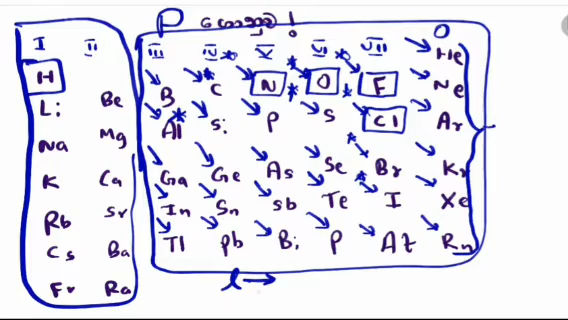 P ! 0
I II III IV V VI VII He
H B C N O F Ne
Li Be Al Si P S Cl Ar
Na Mg
K Ca Ga Ge As Se Br Kr
Rb Sr In Sn Sb Te I Xe
Cs Ba Tl Pb Bi P At Rn
Fr Ra
l →